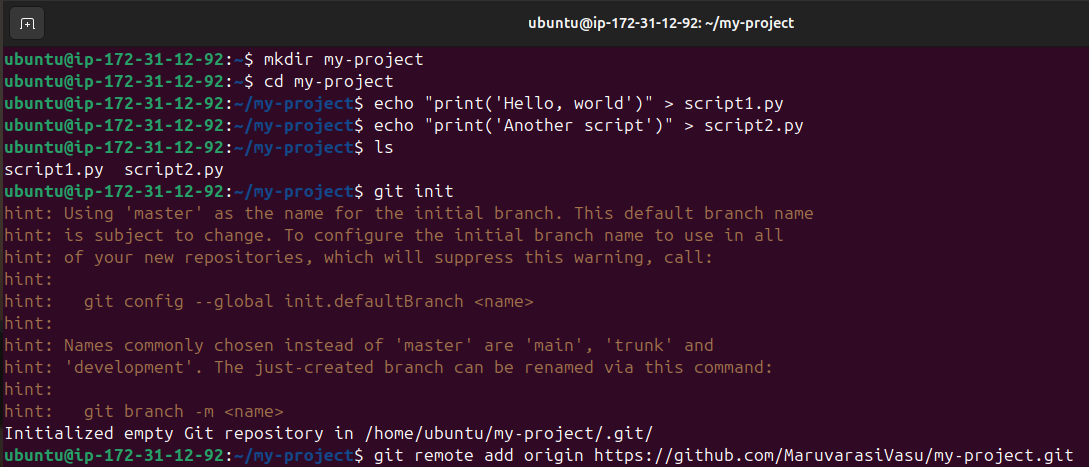 ubuntu@ip-172-31-12-92: ~/my-project
ubuntu@ip-172-31-12-92:~$ mkdir my-project
ubuntu@ip-172-31-12-92:~$ cd my-project
ubuntu@ip-172-31-12-92:~/my-project$ echo "print('Hello, world')" > script1.py
ubuntu@ip-172-31-12-92:~/my-project$ echo "print('Another script')" > script2.py
ubuntu@ip-172-31-12-92:~/my-project$ ls
script1.py  script2.py
ubuntu@ip-172-31-12-92:~/my-project$ git init
hint: Using 'master' as the name for the initial branch. This default branch name
hint: is subject to change. To configure the initial branch name to use in all
hint: of your new repositories, which will suppress this warning, call:
hint:
hint:   git config --global init.defaultBranch <name>
hint:
hint: Names commonly chosen instead of 'master' are 'main', 'trunk' and
hint: 'development'. The just-created branch can be renamed via this command:
hint:
hint:   git branch -m <name>
Initialized empty Git repository in /home/ubuntu/my-project/.git/
ubuntu@ip-172-31-12-92:~/my-project$ git remote add origin https://github.com/MaruvarasiVasu/my-project.git